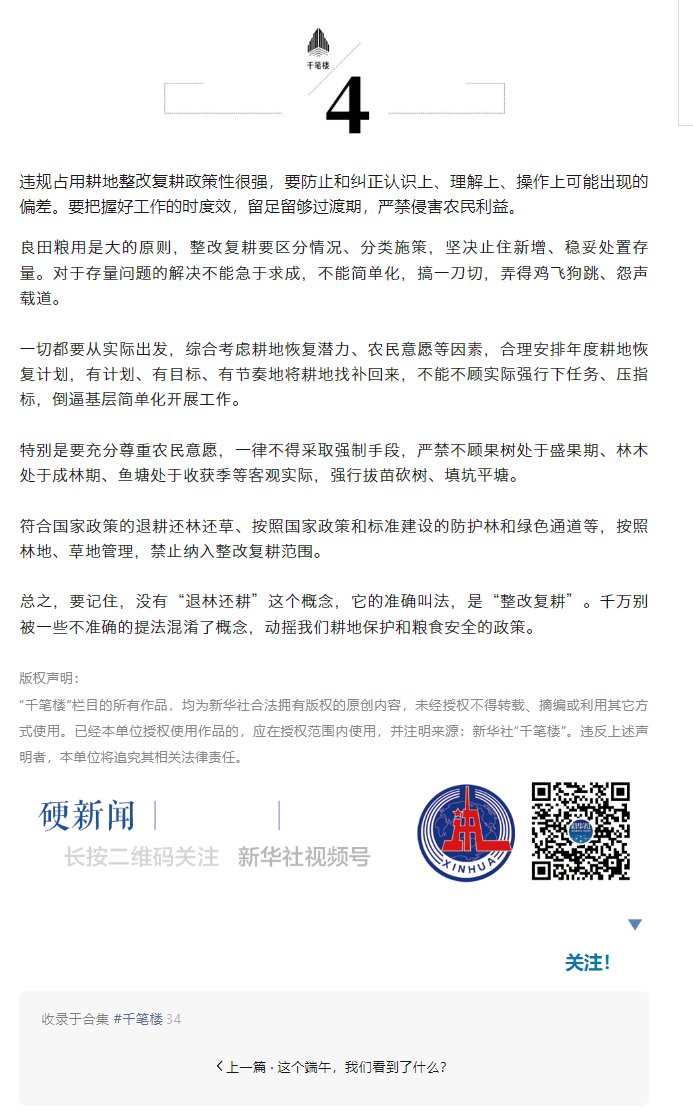 千笔楼
4
违规占用耕地整改复耕政策性很强，要防止和纠正认识上、理解上、操作上可能出现的
偏差。要把握好工作的时度效，留足留够过渡期，严禁侵害农民利益。
良田粮用是大的原则，整改复耕要区分情况、分类施策，坚决止住新增、稳妥处置存
量。对于存量问题的解决不能急于求成，不能简单化，搞一刀切，弄得鸡飞狗跳、怨声
载道。
一切都要从实际出发，综合考虑耕地恢复潜力、农民意愿等因素，合理安排年度耕地恢
复计划，有计划、有目标、有节奏地将耕地找补回来，不能不顾实际强行下任务、压指
标，倒逼基层简单化开展工作。
特别是要充分尊重农民意愿，一律不得采取强制手段，严禁不顾果树处于盛果期、林木
处于成林期、鱼塘处于收获季等客观实际，强行拔苗砍树、填坑平塘。
符合国家政策的退耕还林还草、按照国家政策和标准建设的防护林和绿色通道等，按照
林地、草地管理，禁止纳入整改复耕范围。
总之，要记住，没有“退林还耕”这个概念，它的准确叫法，是“整改复耕”。千万别
被一些不准确的提法混淆了概念，动摇我们耕地保护和粮食安全的政策。
版权声明：
“千笔楼”栏目的所有作品，均为新华社合法拥有版权的原创内容，未经授权不得转载、摘编或利用其它方
式使用。已经本单位授权使用作品的，应在授权范围内使用，并注明来源：新华社“千笔楼”。违反上述声
明者，本单位将追究其相关法律责任。
硬新闻
长按二维码关注 新华社视频号
XINHUA
关注！
收录于合集 #千笔楼 34
上一篇 · 这个端午，我们看到了什么？